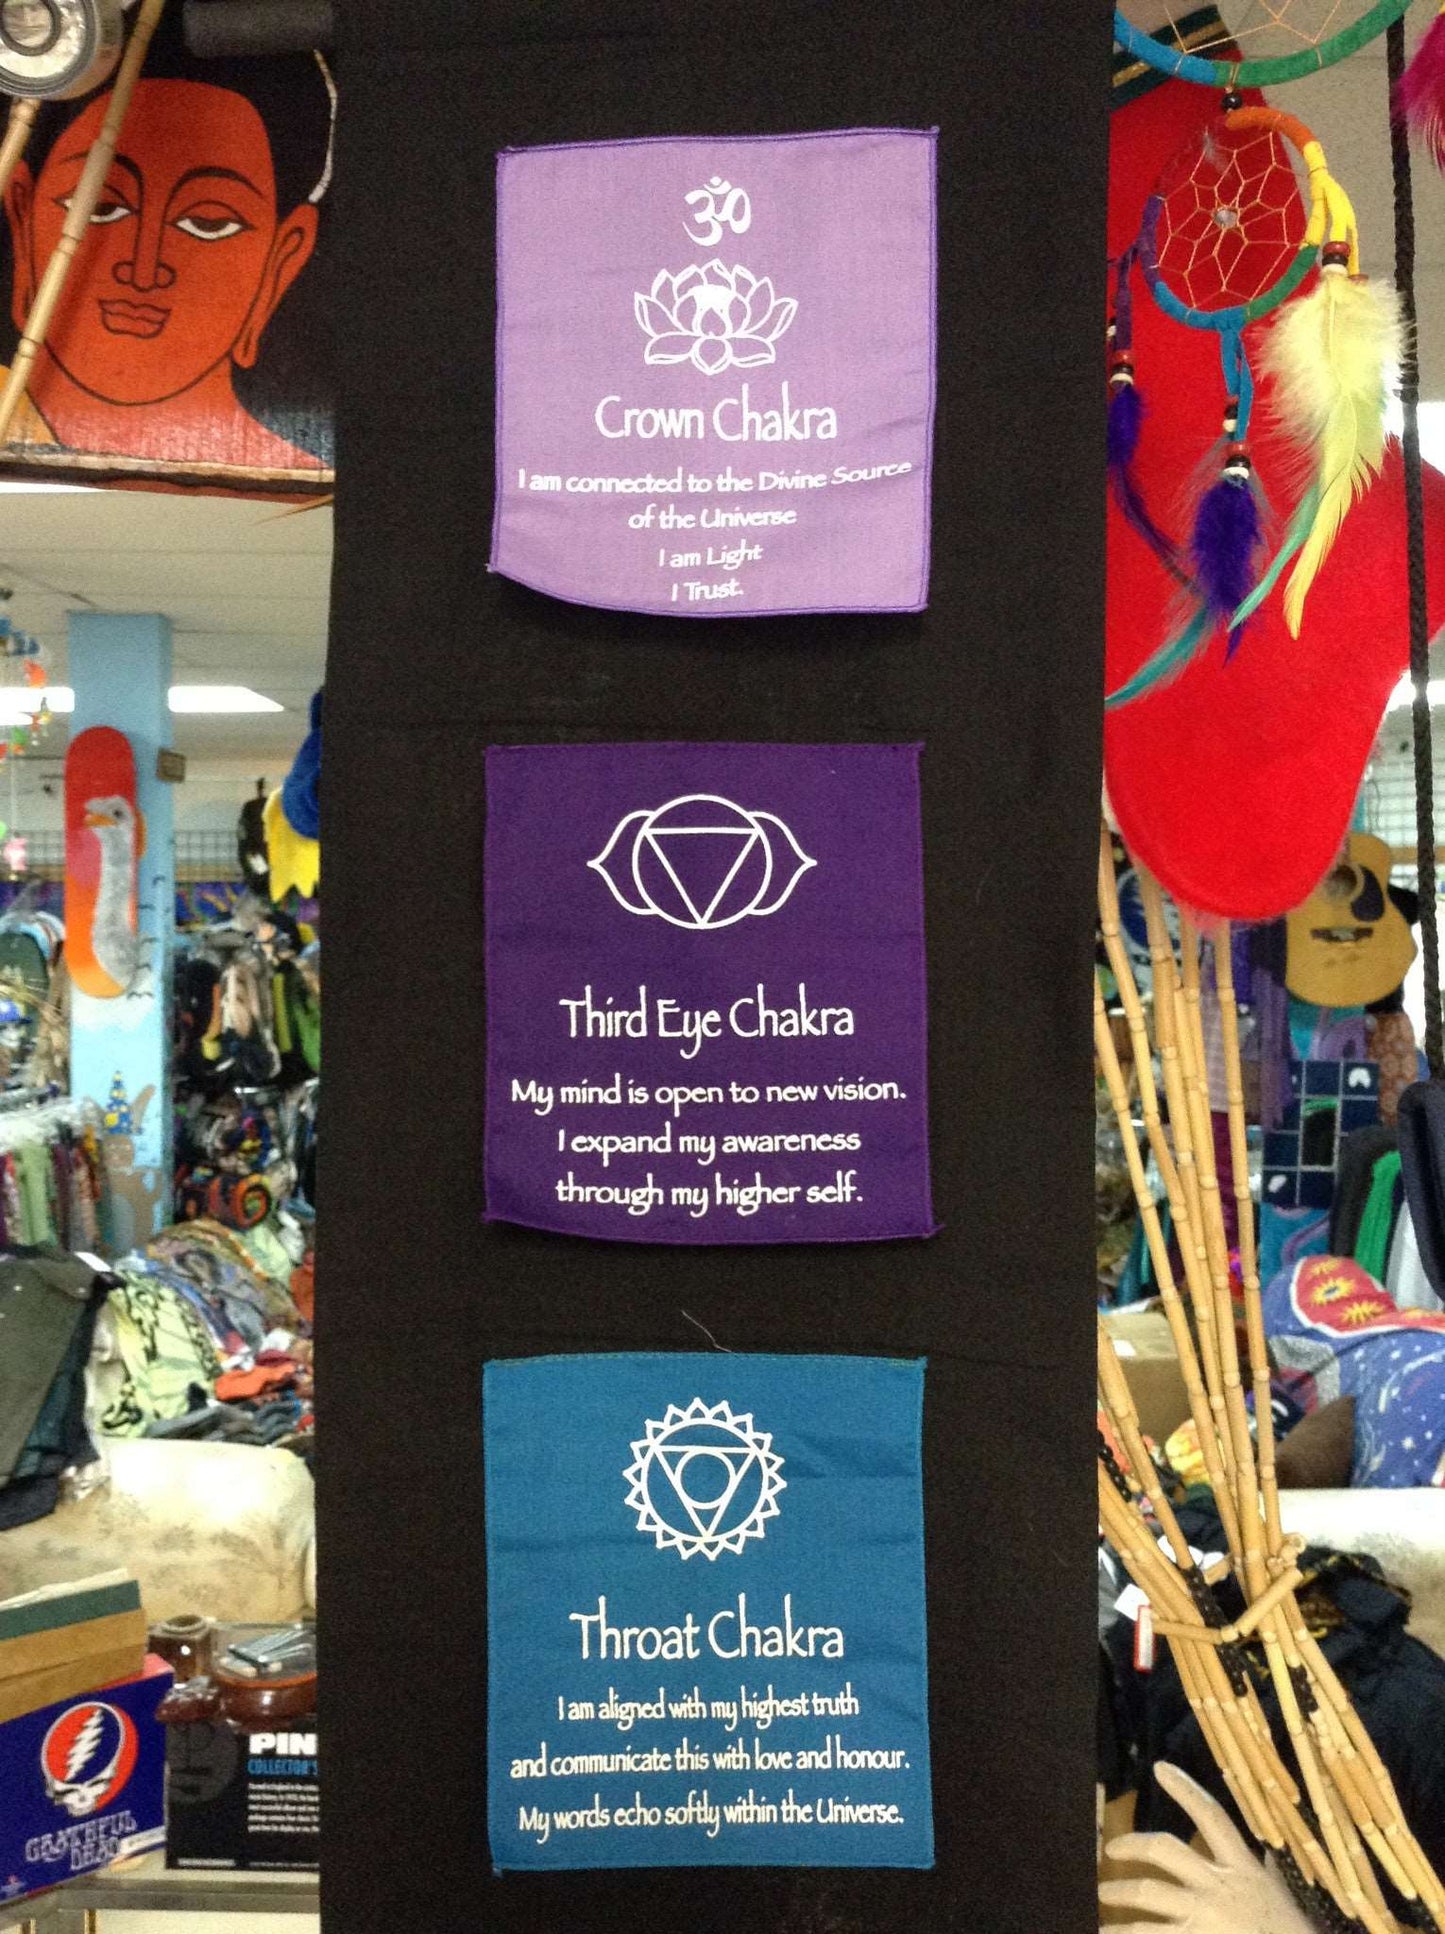 ॐ
Crown Chakra
I am connected to the Divine Source
of the Universe
I am Light
I Trust.
Third Eye Chakra
My mind is open to new vision.
I expand my awareness
through my higher self.
Throat Chakra
I am aligned with my highest truth
and communicate this with love and honour.
My words echo softly within the Universe.
GRATEFUL
DEAD
PIN
COLLECTOR'S